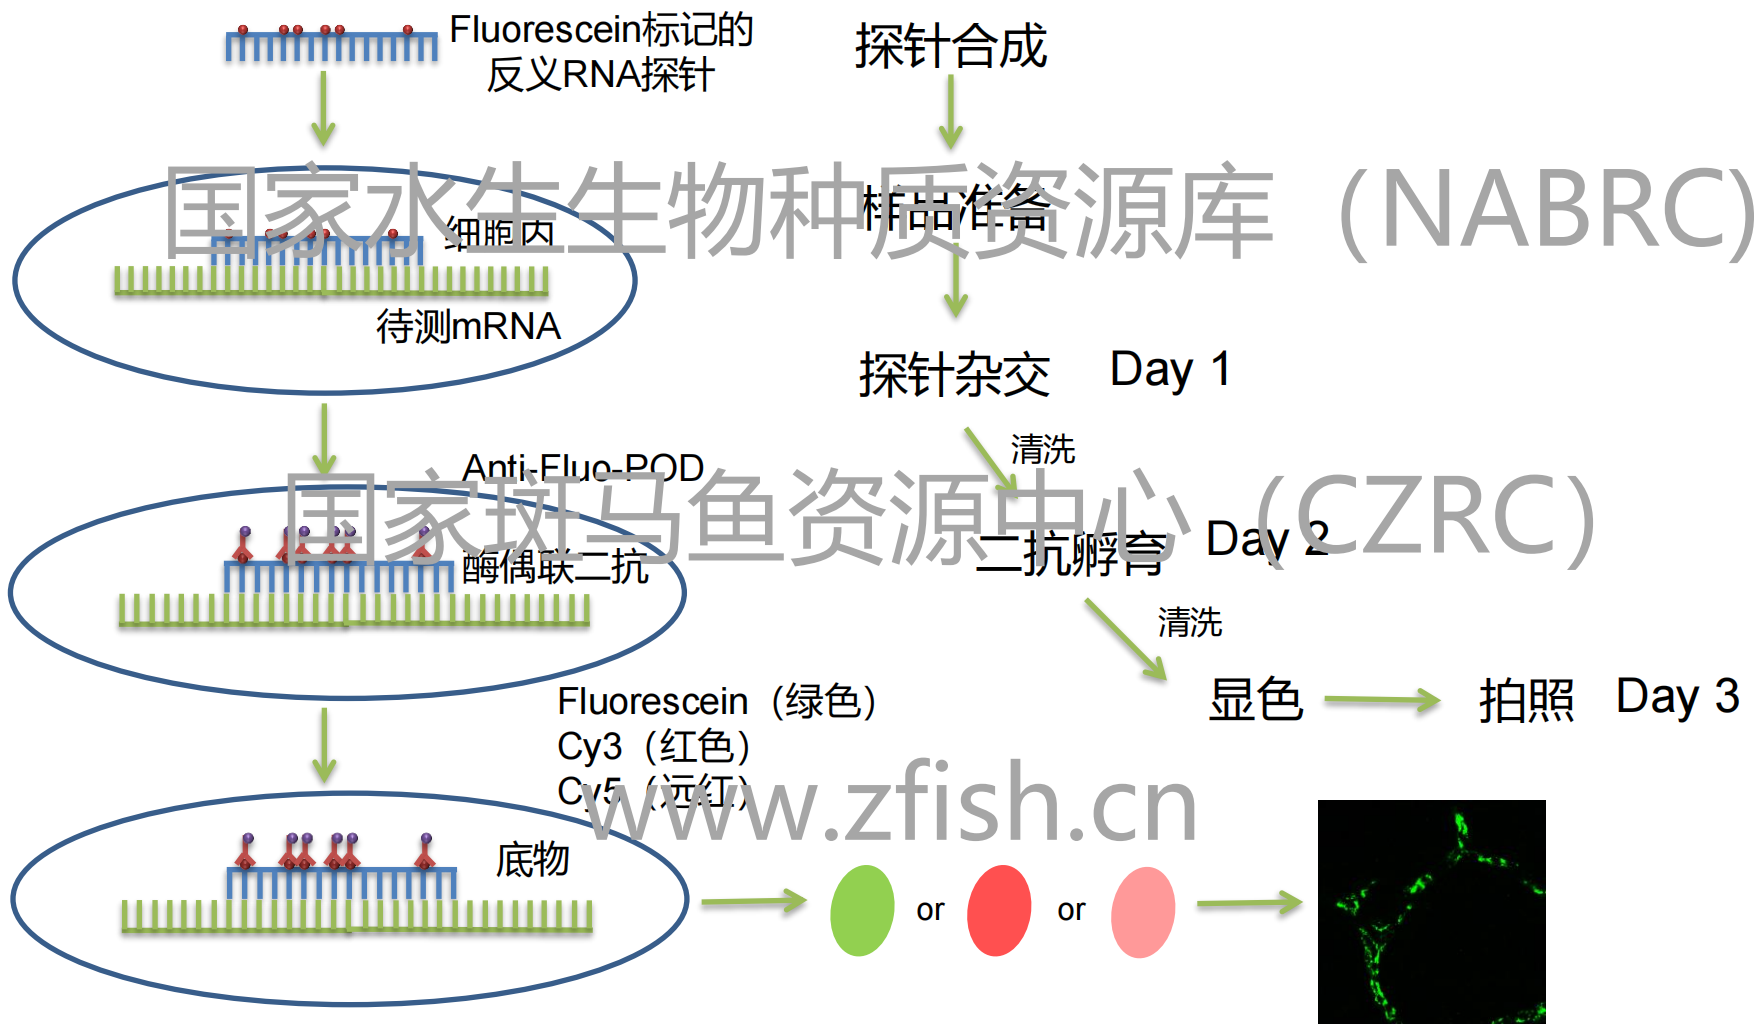 Fluorescein标记的
反义RNA探针
探针合成
国家水生生物种质资源库（NABRC）
样品准备
细胞内
待测mRNA
探针杂交
Day 1
清洗
Anti-Fluo-POD
国家斑马鱼资源中心（CZRC）
酶偶联二抗
二抗孵育
Day 2
清洗
显色
拍照
Day 3
Fluorescein（绿色）
Cy3（红色）
Cy5（远红）
www.zfish.cn
底物
or
or